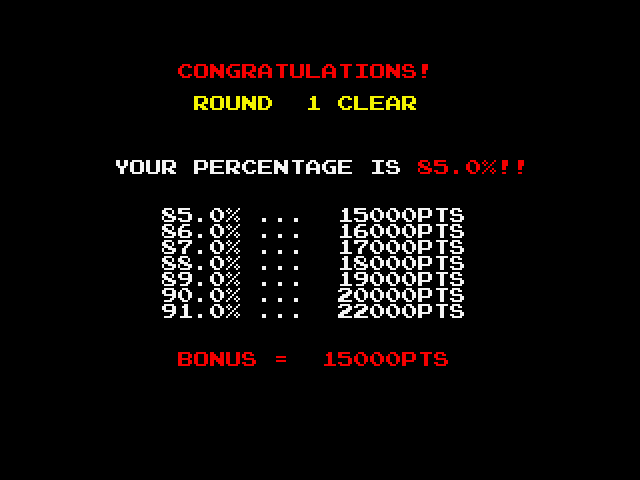 CONGRATULATIONS!
ROUND 1 CLEAR
YOUR PERCENTAGE IS 85.0%!!
85.0% ... 15000PTS
86.0% ... 16000PTS
87.0% ... 17000PTS
88.0% ... 18000PTS
89.0% ... 19000PTS
90.0% ... 20000PTS
91.0% ... 22000PTS
BONUS = 15000PTS